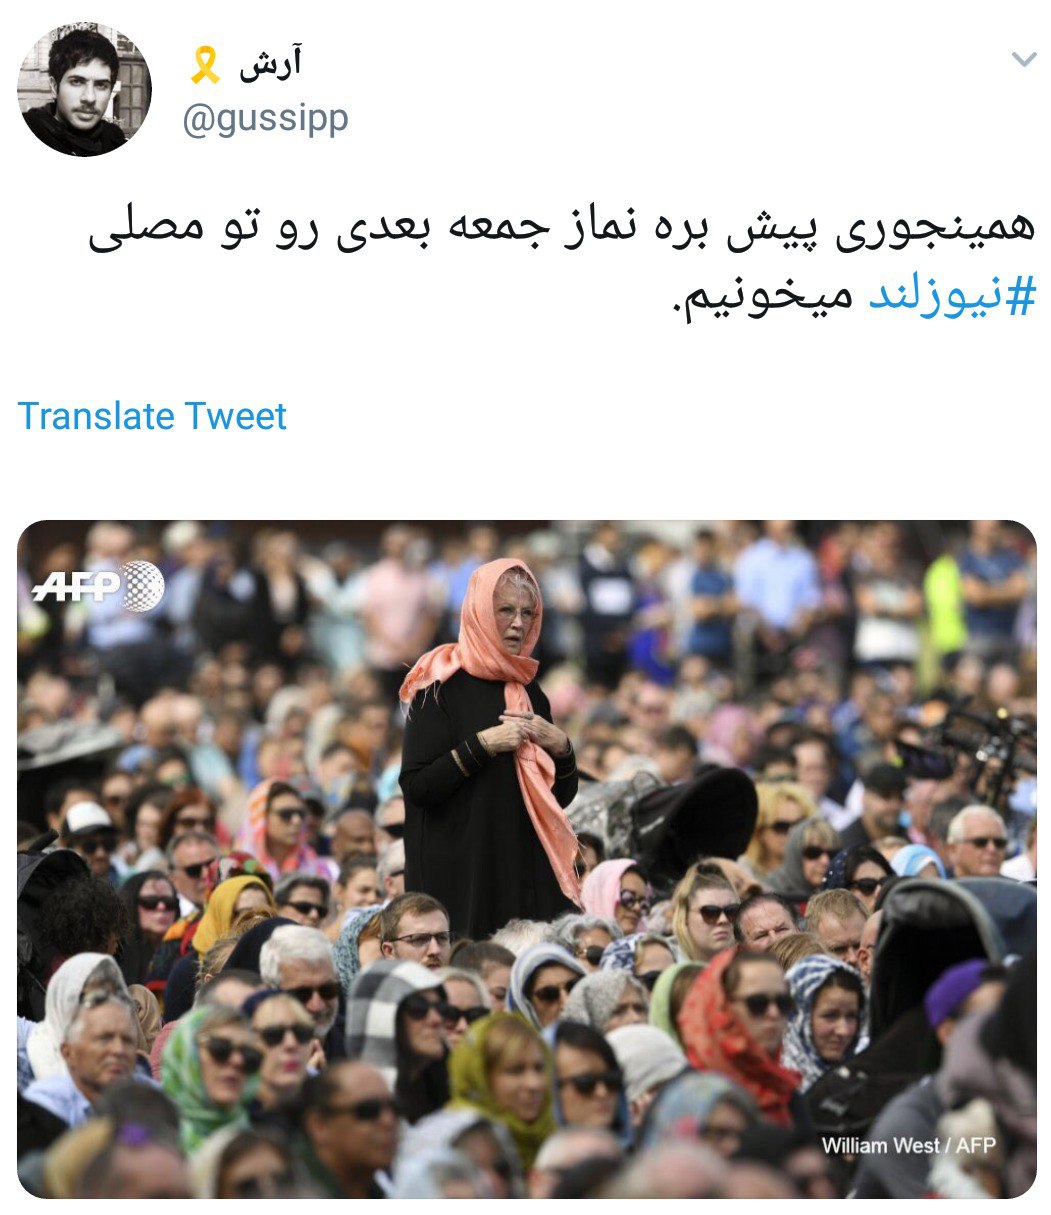 آرش 🎗
@gussipp
همینجوری پیش بره نماز جمعه بعدی رو تو مصلی
#نیوزلند میخونیم.
Translate Tweet
AFP
William West / AFP